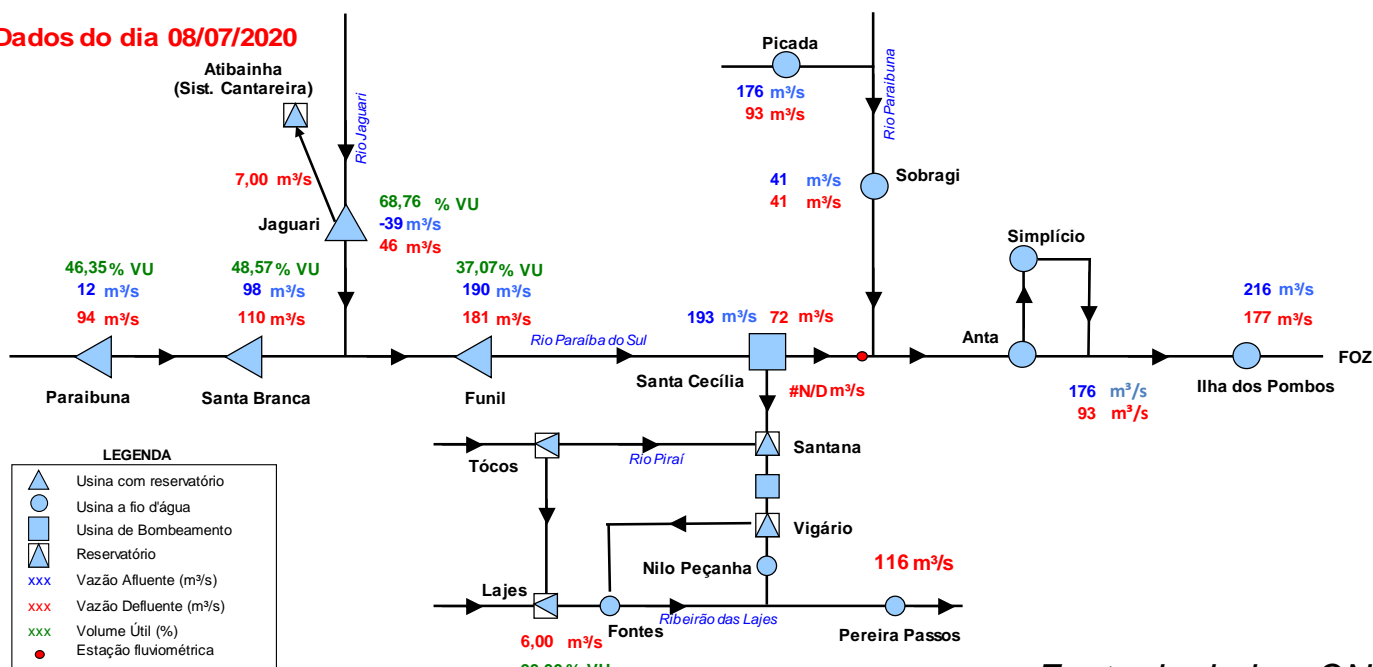 Dados do dia 08/07/2020
Atibainha
(Sist. Cantareira)
Rio Jaguari
7,00 m³/s
Jaguari
68,76 % VU
-39 m³/s
46 m³/s
Picada
176 m³/s
93 m³/s
Rio Paraibuna
41 m³/s
41 m³/s
Sobragi
Simplício
46,35% VU
12 m³/s
94 m³/s
Paraibuna
48,57% VU
98 m³/s
110 m³/s
Santa Branca
37,07% VU
190 m³/s
181 m³/s
Funil
Rio Paraíba do Sul
193 m³/s 72 m³/s
Santa Cecília
#N/D m³/s
Anta
176 m³/s
93 m³/s
216 m³/s
177 m³/s
Ilha dos Pombos
FOZ
Tócos
Rio Piraí
Santana
Vigário
Nilo Peçanha
116 m³/s
Lajes
6,00 m³/s
Fontes
Ribeirão das Lajes
Pereira Passos
LEGENDA
Usina com reservatório
Usina a fio d'água
Usina de Bombeamento
Reservatório
xxx Vazão Afluente (m³/s)
xxx Vazão Defluente (m³/s)
xxx Volume Útil (%)
Estação fluviométrica